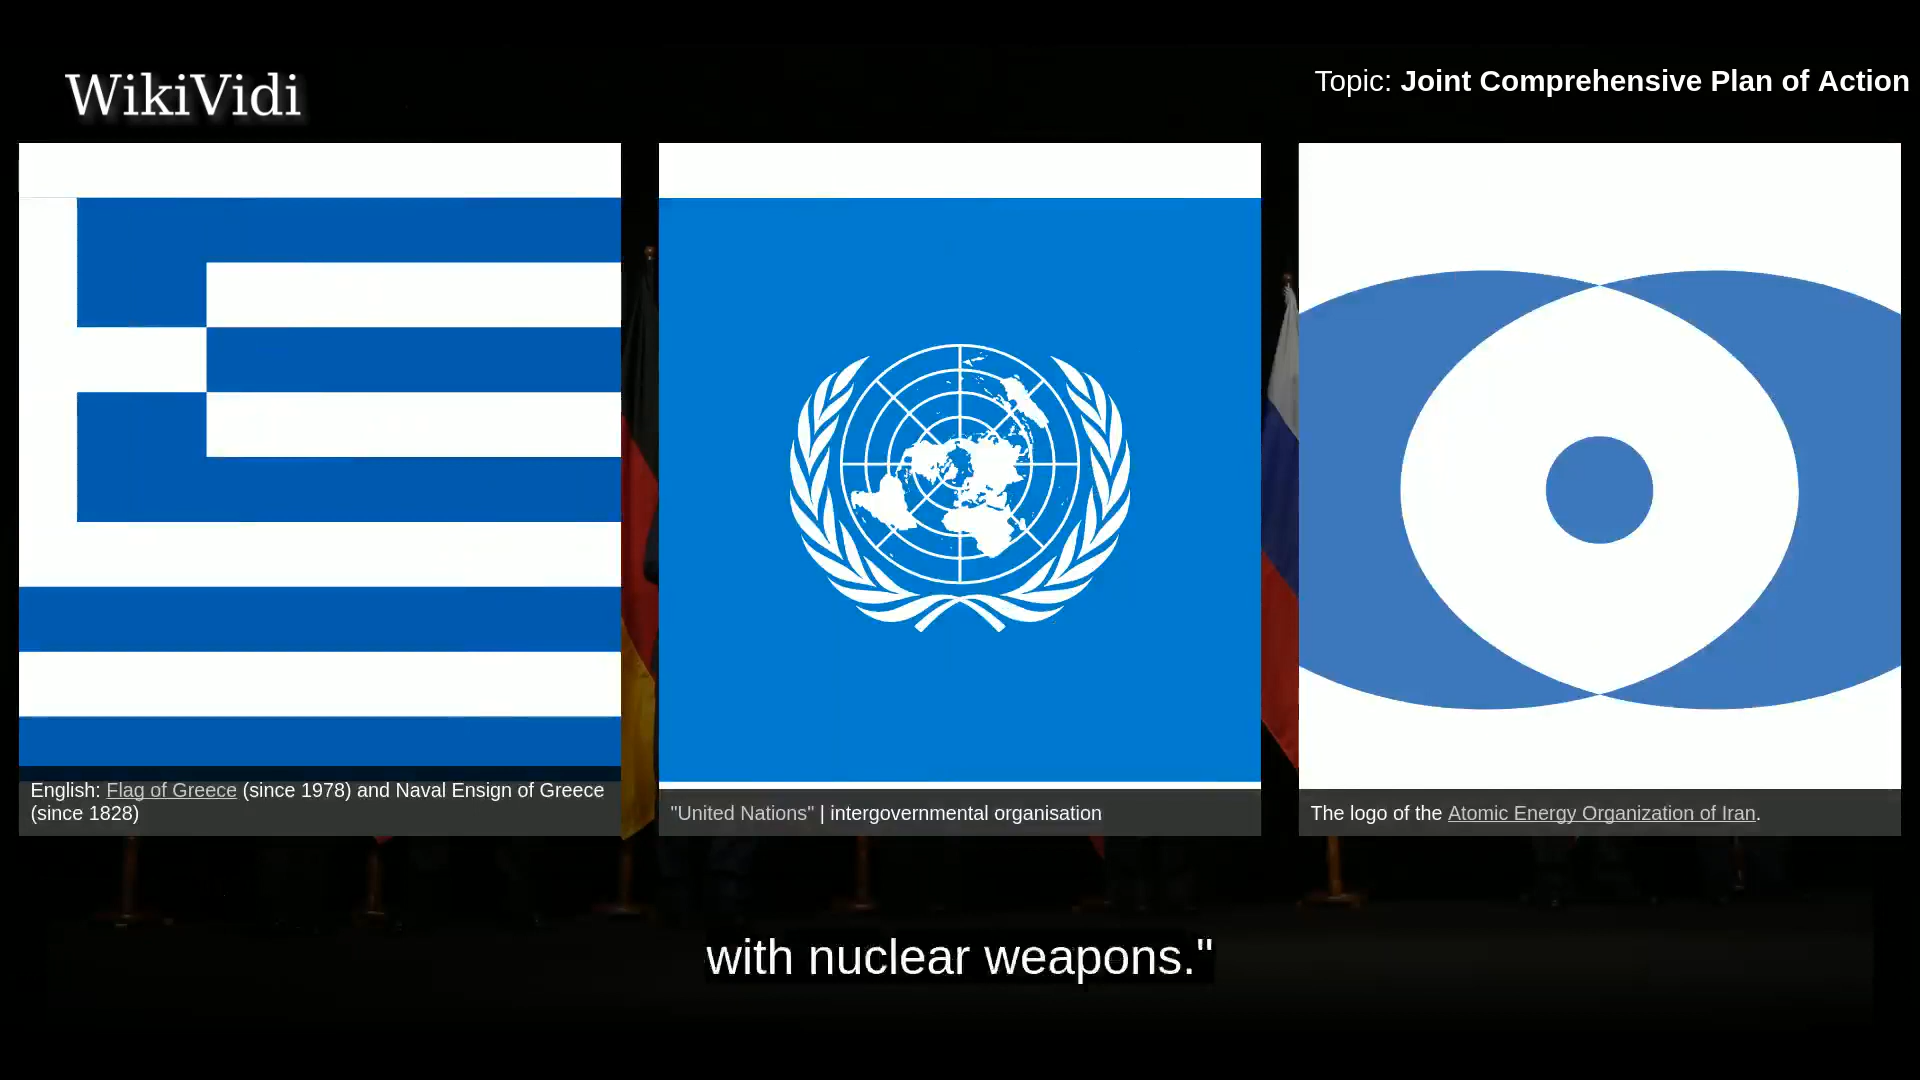 WikiVidi
Topic: Joint Comprehensive Plan of Action
English: Flag of Greece (since 1978) and Naval Ensign of Greece
(since 1828)
"United Nations" | intergovernmental organisation
The logo of the Atomic Energy Organization of Iran.
with nuclear weapons."